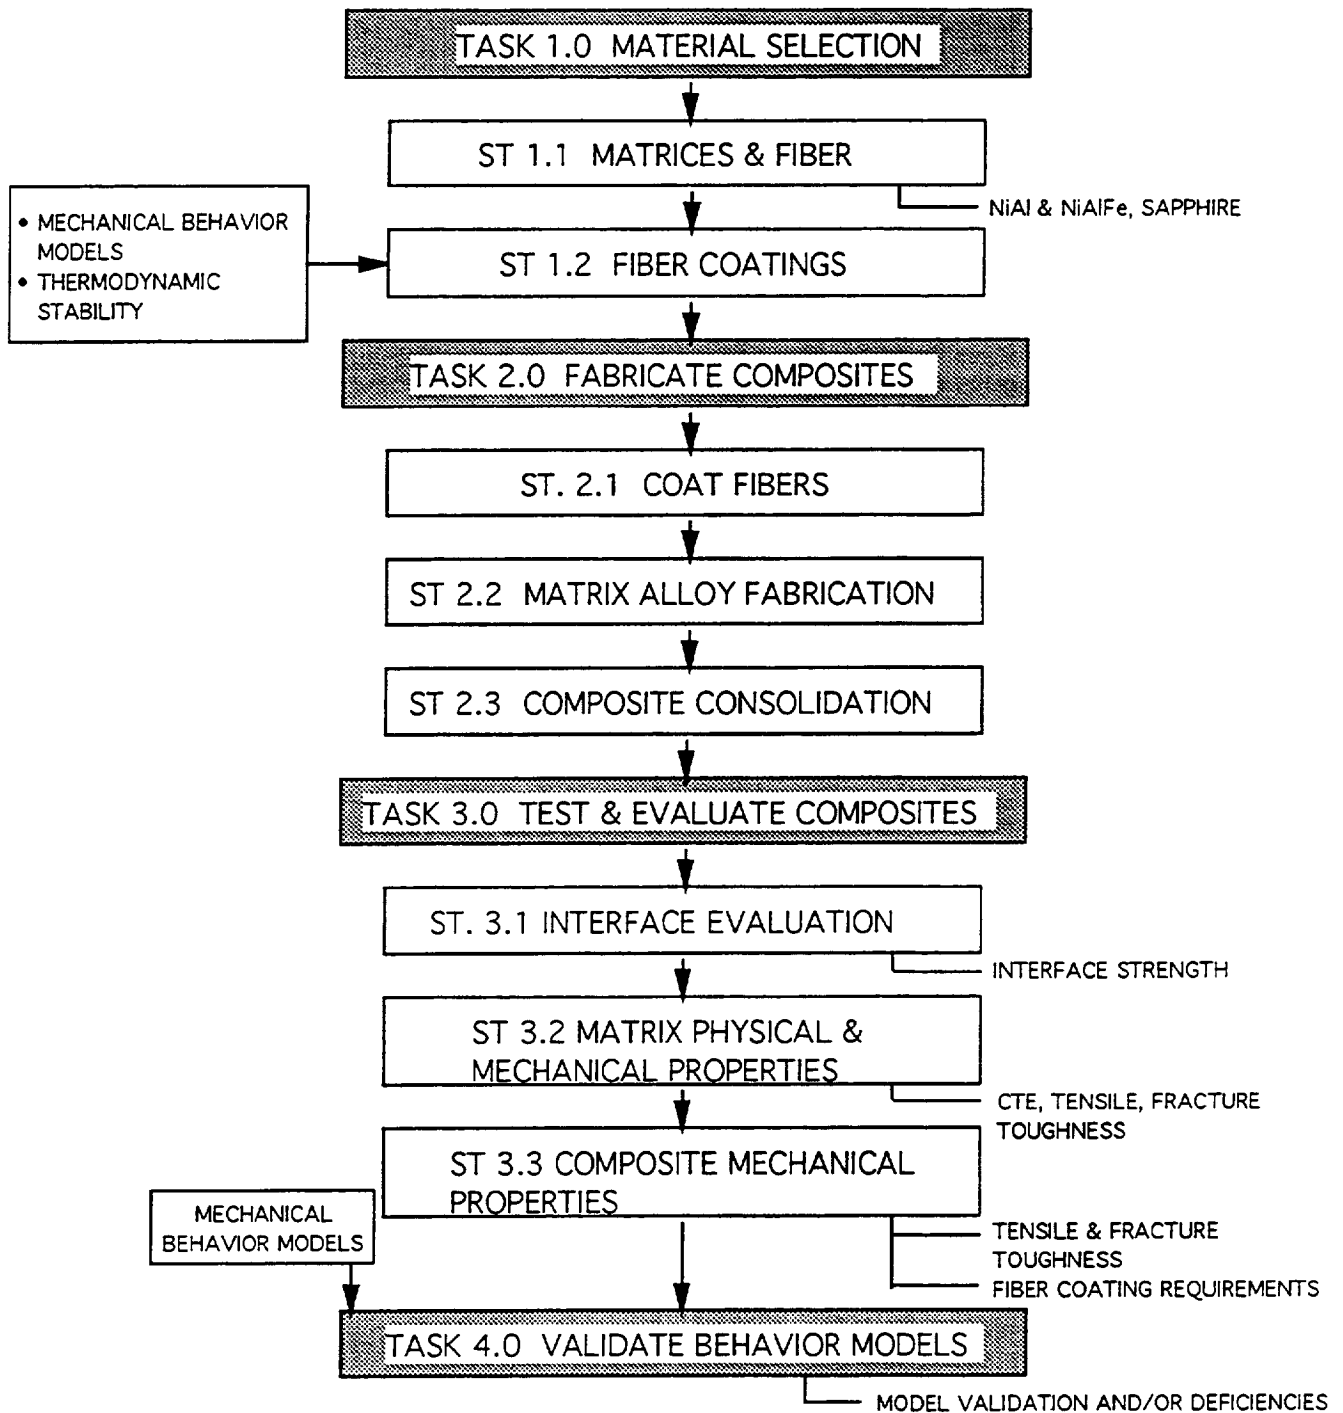 TASK 1.0 MATERIAL SELECTION
ST 1.1 MATRICES & FIBER
NiAl & NiAlFe, SAPPHIRE
• MECHANICAL BEHAVIOR
MODELS
• THERMODYNAMIC
STABILITY
ST 1.2 FIBER COATINGS
TASK 2.0 FABRICATE COMPOSITES
ST. 2.1 COAT FIBERS
ST 2.2 MATRIX ALLOY FABRICATION
ST 2.3 COMPOSITE CONSOLIDATION
TASK 3.0 TEST & EVALUATE COMPOSITES
ST. 3.1 INTERFACE EVALUATION
INTERFACE STRENGTH
ST 3.2 MATRIX PHYSICAL &
MECHANICAL PROPERTIES
CTE, TENSILE, FRACTURE
TOUGHNESS
ST 3.3 COMPOSITE MECHANICAL
PROPERTIES
MECHANICAL
BEHAVIOR MODELS
TENSILE & FRACTURE
TOUGHNESS
FIBER COATING REQUIREMENTS
TASK 4.0 VALIDATE BEHAVIOR MODELS
MODEL VALIDATION AND/OR DEFICIENCIES